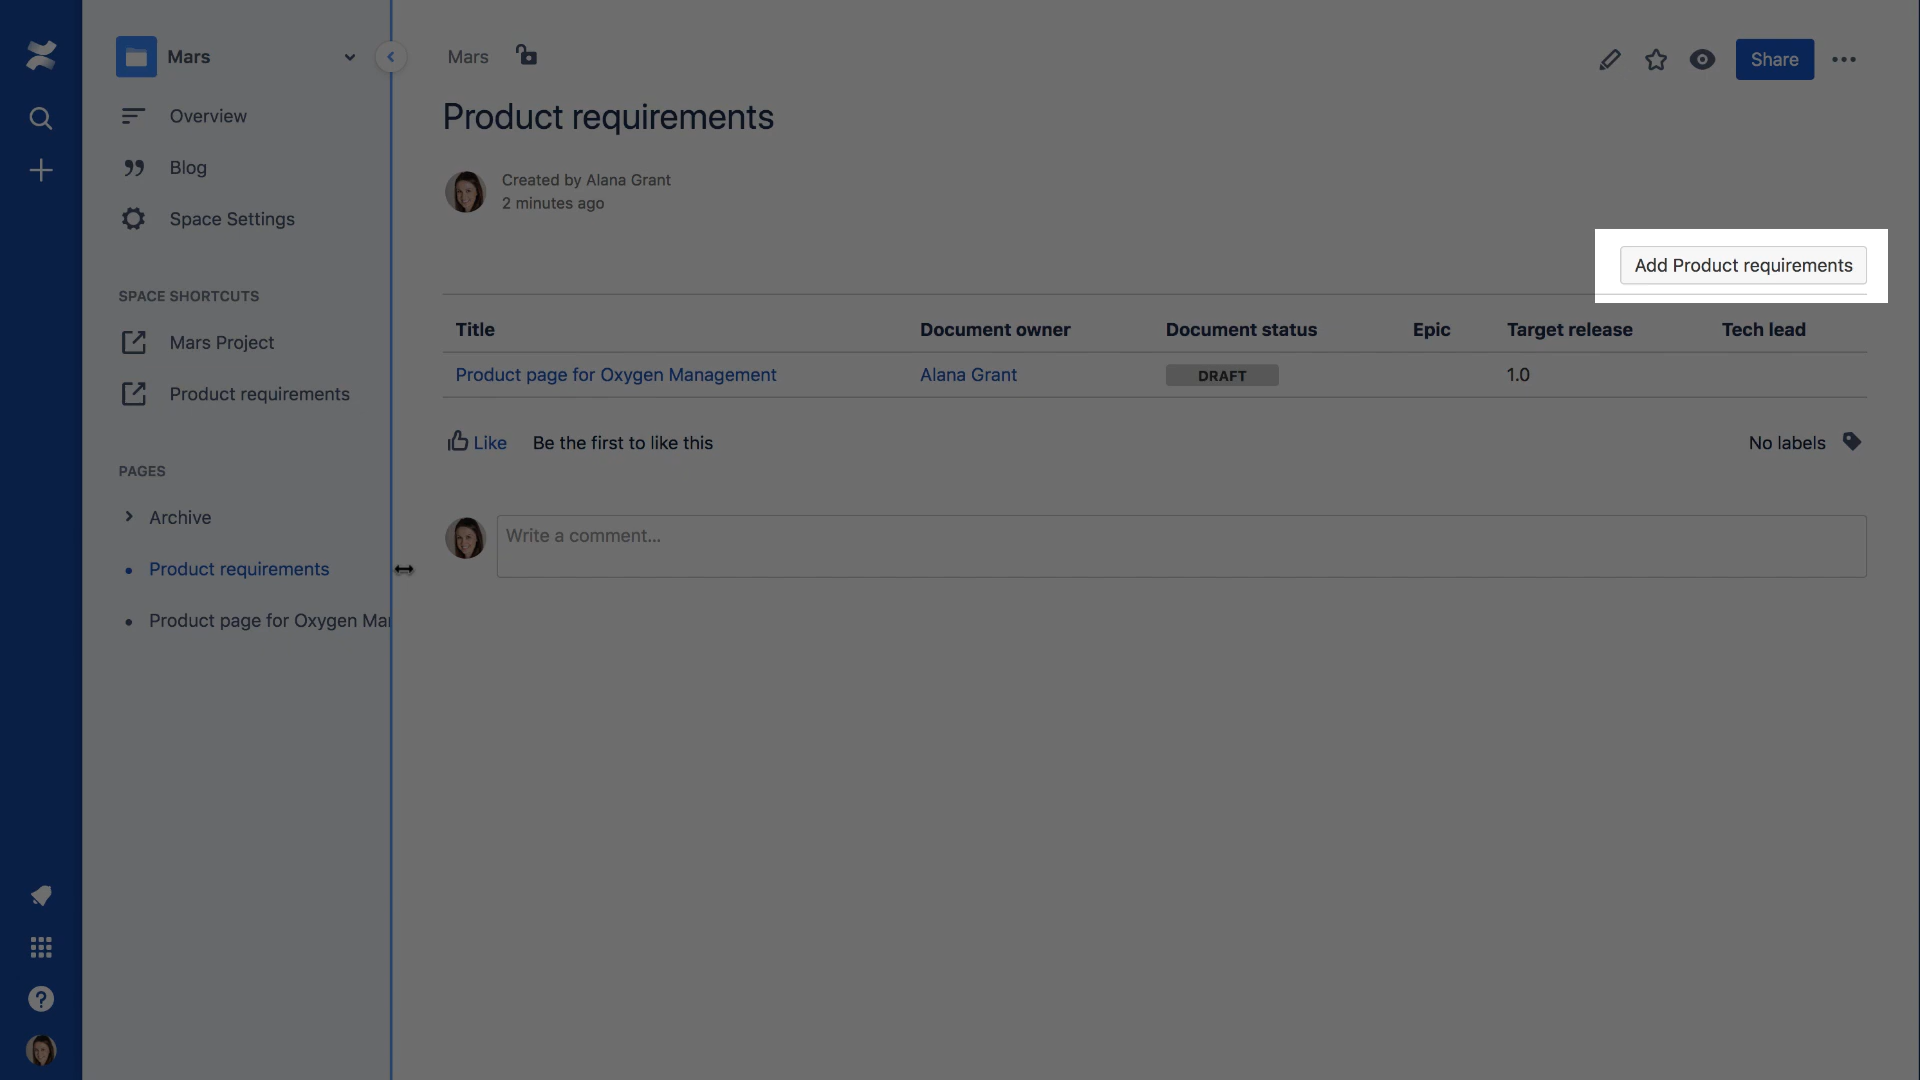 Mars
Overview
Blog
Space Settings
SPACE SHORTCUTS
Mars Project
Product requirements
PAGES
Archive
Product requirements
Product page for Oxygen Ma
Mars
Share
Product requirements
Created by Alana Grant
2 minutes ago
Add Product requirements
Title Document owner Document status Epic Target release Tech lead
Product page for Oxygen Management Alana Grant DRAFT 1.0
Like Be the first to like this No labels
Write a comment...